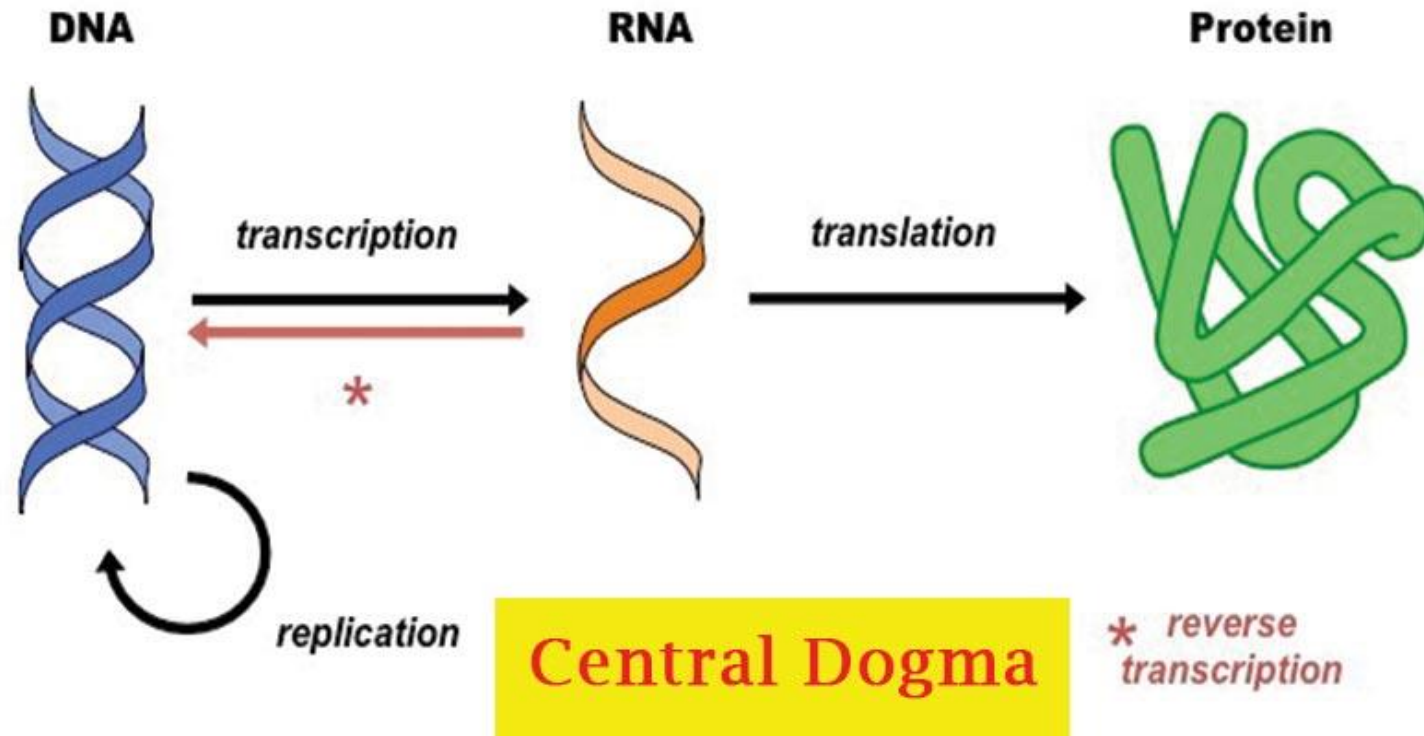 DNA
RNA
Protein
transcription
translation
*
replication
Central Dogma
* reverse
transcription